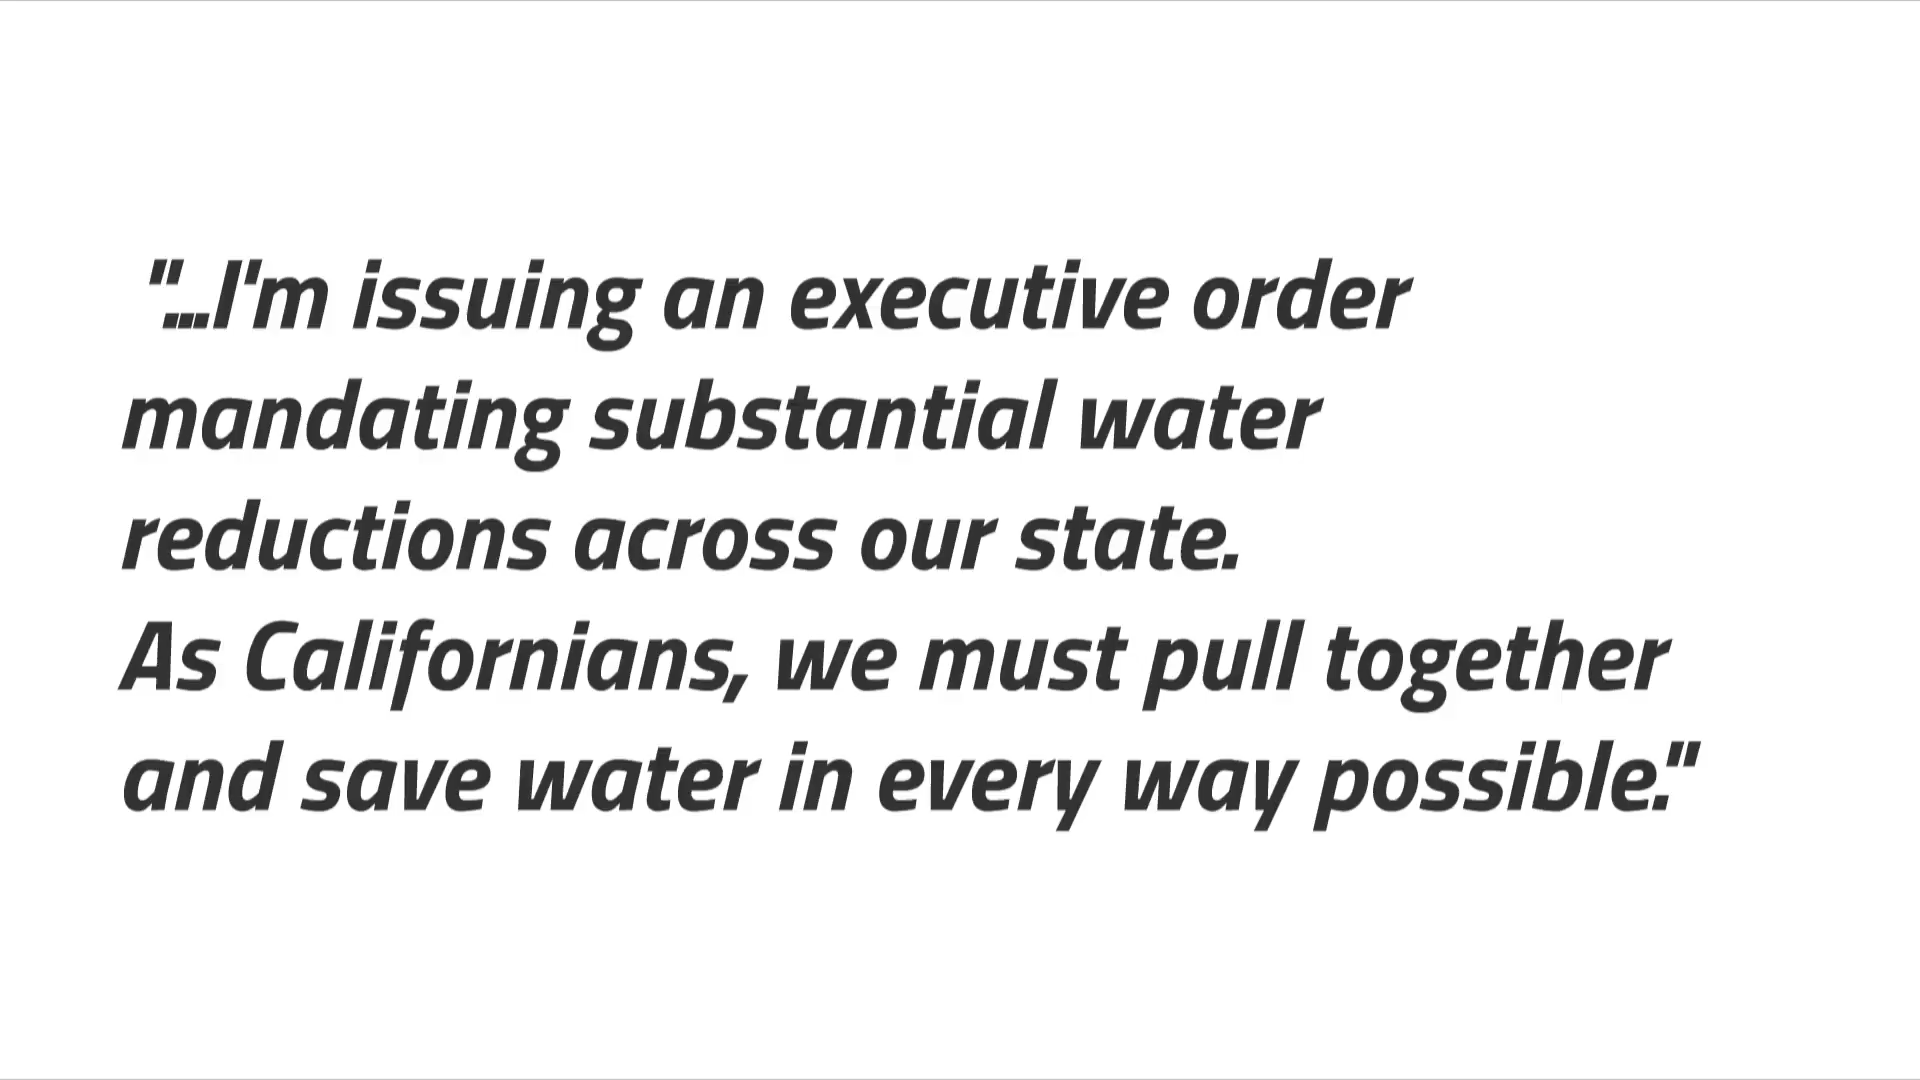 "...I'm issuing an executive order
mandating substantial water
reductions across our state.
As Californians, we must pull together
and save water in every way possible."